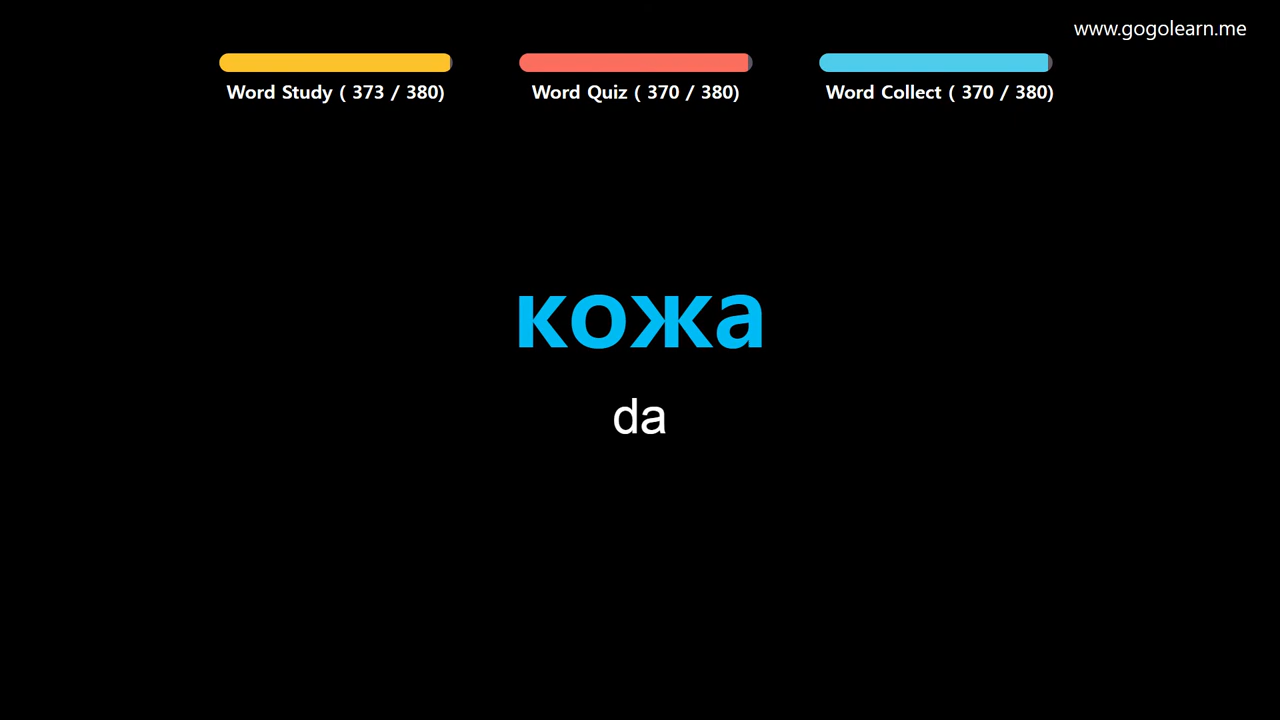 www.gogolearn.me
Word Study ( 373 / 380)
Word Quiz ( 370 / 380)
Word Collect ( 370 / 380)
кожа
da